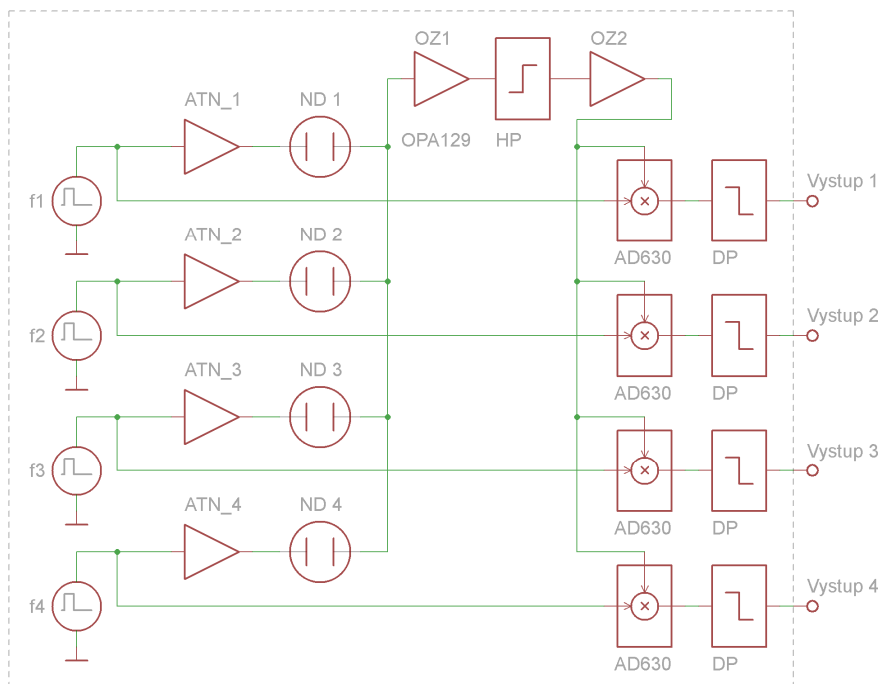 OZ1
OZ2
ATN_1
ND 1
OPA129
HP
f1
Vystup 1
AD630
DP
ATN_2
ND 2
f2
Vystup 2
AD630
DP
ATN_3
ND 3
f3
Vystup 3
AD630
DP
ATN_4
ND 4
f4
Vystup 4
AD630
DP